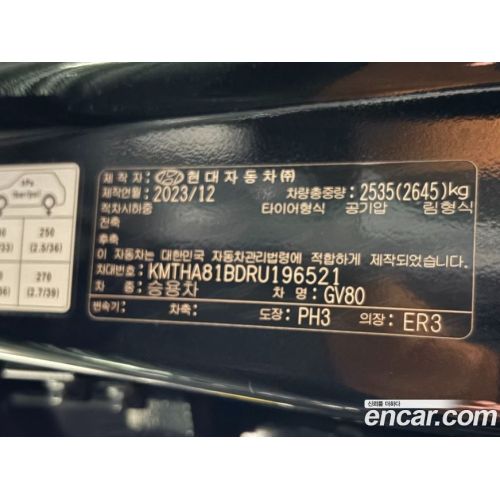 kPa
(bar/psi)
250
(2.5/36)
270
(2.7/39)
제 작 자: 현대자동차㈜
제작연월: 2023/12 차량총중량: 2535(2645)kg
적차시하중 타이어형식 공기압 림형식
전축
후축
이 자동차는 대한민국 자동차관리법령에 적합하게 제작되었습니다.
차대번호: KMTHA81BDRU196521
차 종: 승용차 차 명: GV80
변속기: 차축: 도장: PH3 의장: ER3
신뢰를 더하다
encar.com